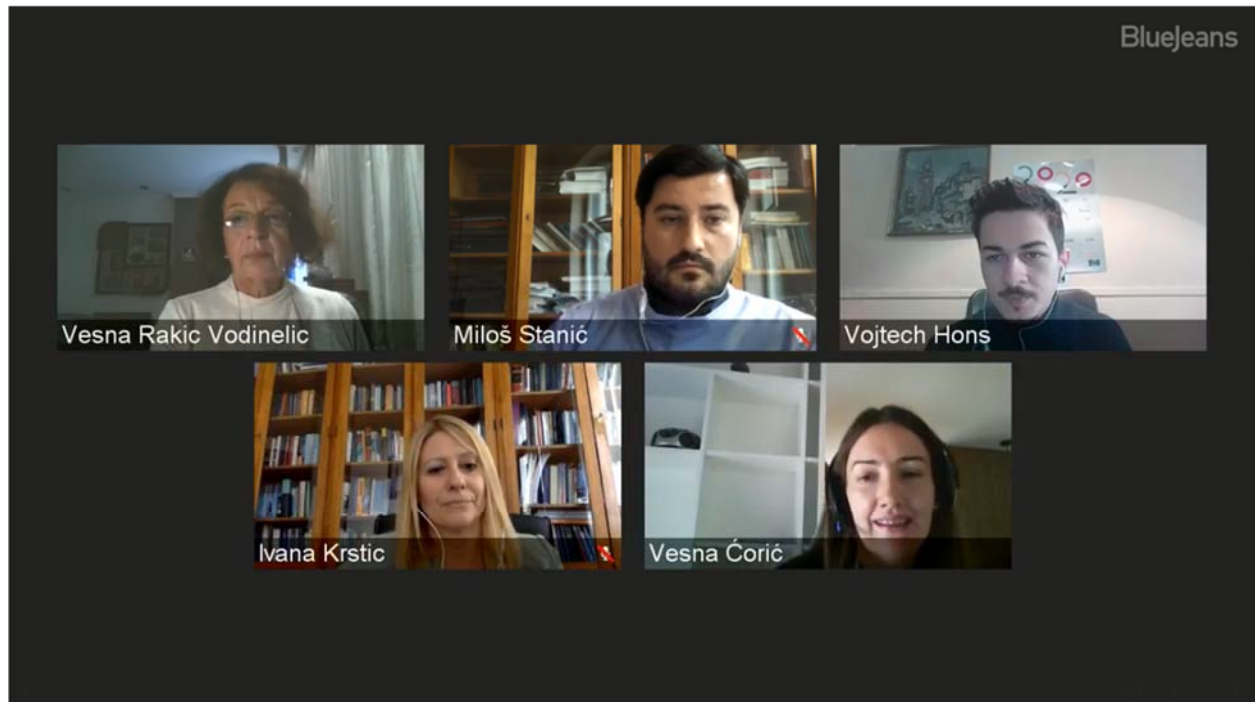 BlueJeans
Vesna Rakic Vodinelic
Miloš Stanić
Vojtech Hons
Ivana Krstic
Vesna Ćorić